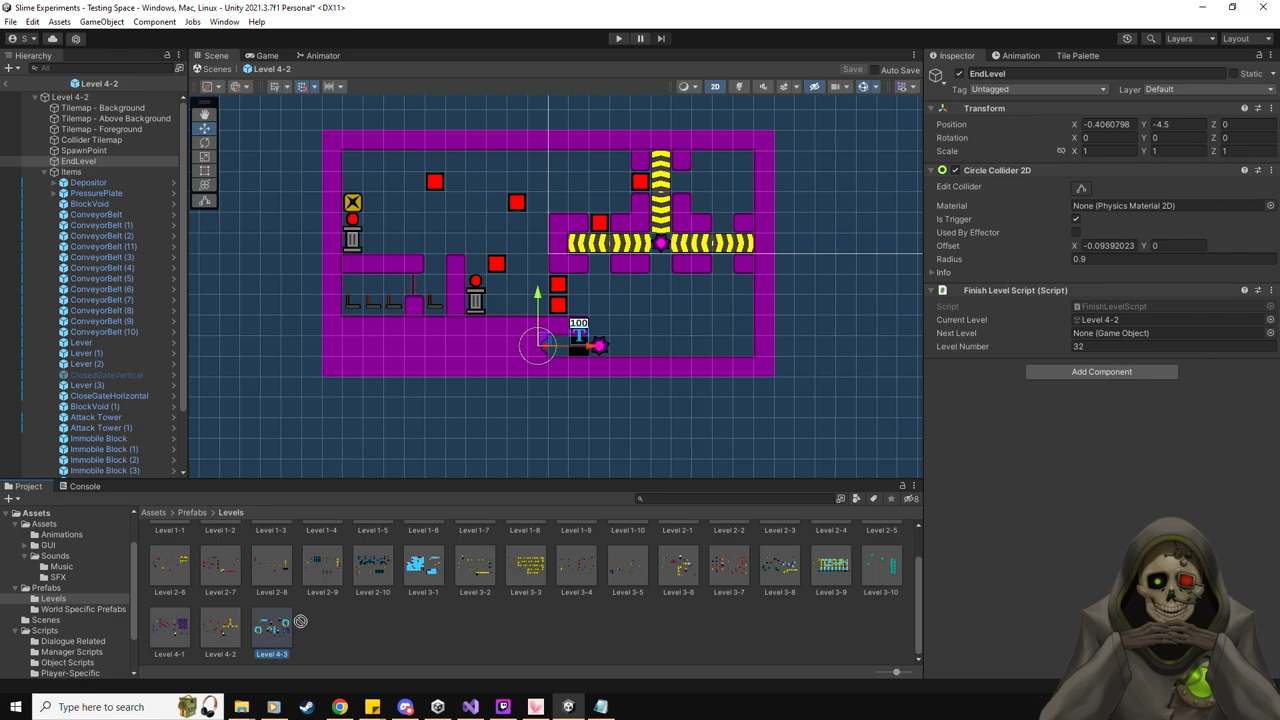 Slime Experiments - Testing Space - Windows, Mac, Linux - Unity 2021.3.7f1 Personal* <DX11>
File Edit Assets GameObject Component Jobs Window Help
S Layers Layout
Hierarchy Scene Game Animator Inspector Animation Tile Palette
All Scenes Level 4-2 Save Auto Save
Level 4-2
2D
EndLevel Static
Tag Untagged Layer Default
Level 4-2
Tilemap - Background
Tilemap - Above Background
Tilemap - Foreground
Collider Tilemap
SpawnPoint
EndLevel
Items
Depositor
PressurePlate
BlockVoid
ConveyorBelt
ConveyorBelt (1)
ConveyorBelt (2)
ConveyorBelt (11)
ConveyorBelt (3)
ConveyorBelt (4)
ConveyorBelt (5)
ConveyorBelt (6)
ConveyorBelt (7)
ConveyorBelt (8)
ConveyorBelt (9)
ConveyorBelt (10)
Lever
Lever (1)
Lever (2)
ClosedGateVertical
Lever (3)
CloseGateHorizontal
BlockVoid (1)
Attack Tower
Attack Tower (1)
Immobile Block
Immobile Block (1)
Immobile Block (2)
Immobile Block (3)
100
T
Transform
Position X -0.4060798 Y -4.5 Z 0
Rotation X 0 Y 0 Z 0
Scale X 1 Y 1 Z 1
Circle Collider 2D
Edit Collider
Material None (Physics Material 2D)
Is Trigger
Used By Effector
Offset X -0.09392023 Y 0
Radius 0.9
Info
Finish Level Script (Script)
Script FinishLevelScript
Current Level Level 4-2
Next Level None (Game Object)
Level Number 32
Add Component
Project Console
8
Assets
Assets
Animations
GUI
Sounds
Music
SFX
Prefabs
Levels
World Specific Prefabs
Scenes
Scripts
Dialogue Related
Manager Scripts
Object Scripts
Player-Specific
Assets > Prefabs > Levels
Level 1-1 Level 1-2 Level 1-3 Level 1-4 Level 1-5 Level 1-6 Level 1-7 Level 1-8 Level 1-9 Level 1-10 Level 2-1 Level 2-2 Level 2-3 Level 2-4 Level 2-5
Level 2-6 Level 2-7 Level 2-8 Level 2-9 Level 2-10 Level 3-1 Level 3-2 Level 3-3 Level 3-4 Level 3-5 Level 3-6 Level 3-7 Level 3-8 Level 3-9 Level 3-10
Level 4-1 Level 4-2 Level 4-3
Type here to search